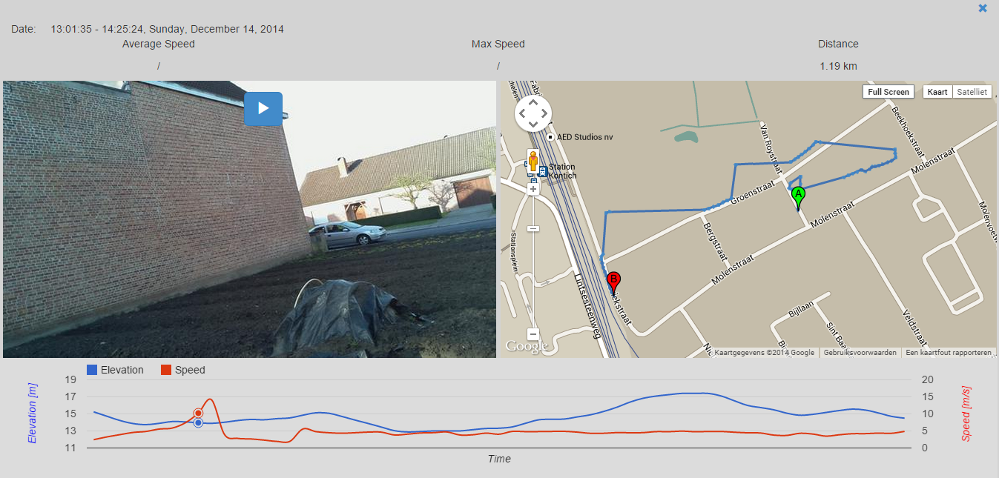 Date: 13:01:35 - 14:25:24, Sunday, December 14, 2014
Average Speed Max Speed Distance
/ / 1.19 km
Full Screen Kaart Satelliet
AED Studios nv
Station
Kontich
Van Roystraat
Beekhoekstraat
Molenstraat
Groenstraat
A
Molenstraat
Bergstraat
Molenstraat
Stationsplein
Lintsesteenweg
B
Bijllaan
Sint Baa
Veldstraat
Google
Kaartgegevens ©2014 Google Gebruiksvoorwaarden Een kaartfout rapporteren
Elevation Speed
Elevation [m]
19
17
15
13
11
20
15
10
5
0
Speed [m/s]
Time